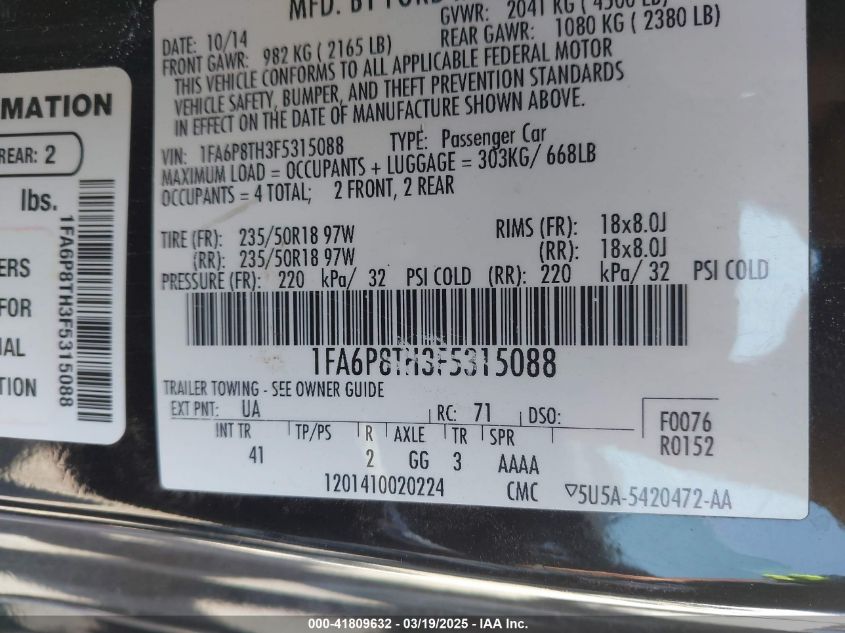 MFD. BY FORD
GVWR: 2041 KG ( 4500 LB)
DATE: 10/14
FRONT GAWR: 982 KG ( 2165 LB)
REAR GAWR: 1080 KG ( 2380 LB)
THIS VEHICLE CONFORMS TO ALL APPLICABLE FEDERAL MOTOR
VEHICLE SAFETY, BUMPER, AND THEFT PREVENTION STANDARDS
IN EFFECT ON THE DATE OF MANUFACTURE SHOWN ABOVE.
VIN: 1FA6P8TH3F5315088 TYPE: Passenger Car
MAXIMUM LOAD = OCCUPANTS + LUGGAGE = 303KG/ 668LB
OCCUPANTS = 4 TOTAL; 2 FRONT, 2 REAR
TIRE (FR): 235/50R18 97W RIMS (FR): 18x8.0J
(RR): 235/50R18 97W (RR): 18x8.0J
PRESSURE (FR): 220 kPa/ 32 PSI COLD (RR): 220 kPa/ 32 PSI COLD
1FA6P8TH3F5315088
TRAILER TOWING - SEE OWNER GUIDE
EXT PNT: UA RC: 71 DSO:
F0076
R0152
INT TR TP/PS R AXLE TR SPR
41 2 GG 3 AAAA
1201410020224 CMC ▽5U5A-5420472-AA
MATION
REAR: 2
lbs.
1FA6P8TH3F5315088
ERS
FOR
IAL
TION
000-41809632 - 03/19/2025 - IAA Inc.